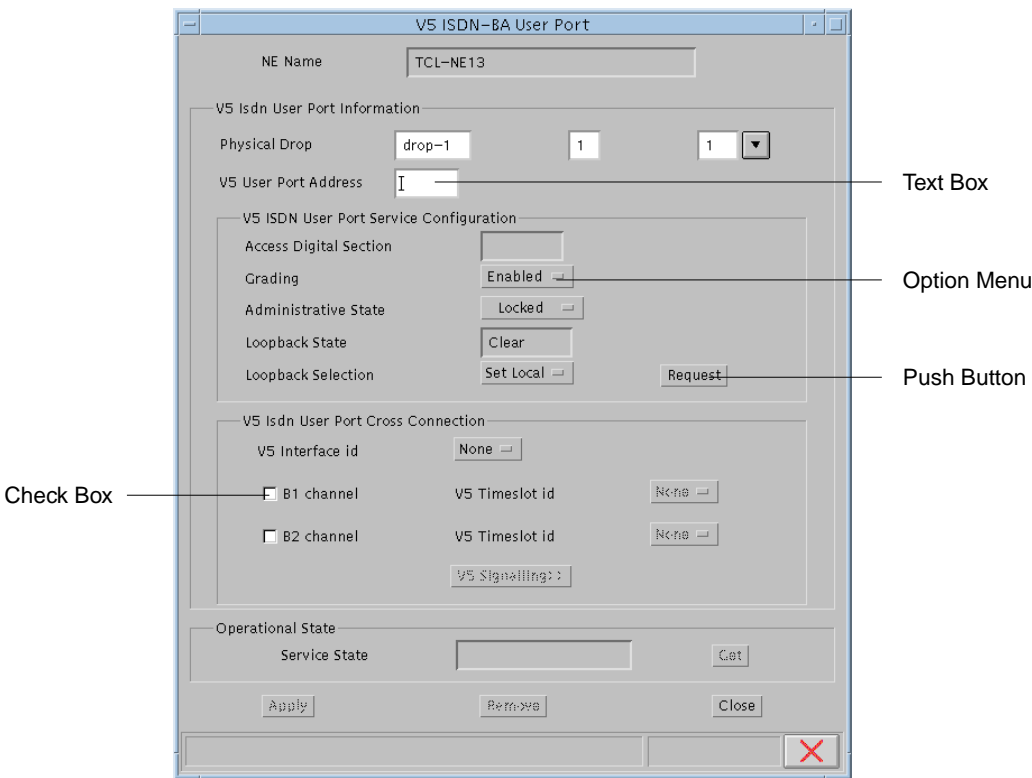 V5 ISDN-BA User Port
NE Name TCL-NE13
V5 Isdn User Port Information
Physical Drop drop-1 1 1
V5 User Port Address
Text Box
V5 ISDN User Port Service Configuration
Access Digital Section
Grading Enabled
Option Menu
Administrative State Locked
Loopback State Clear
Loopback Selection Set Local Request
Push Button
V5 Isdn User Port Cross Connection
V5 Interface id None
Check Box
B1 channel V5 Timeslot id None
B2 channel V5 Timeslot id None
V5 Signalling>>
Operational State
Service State Get
Apply Remove Close